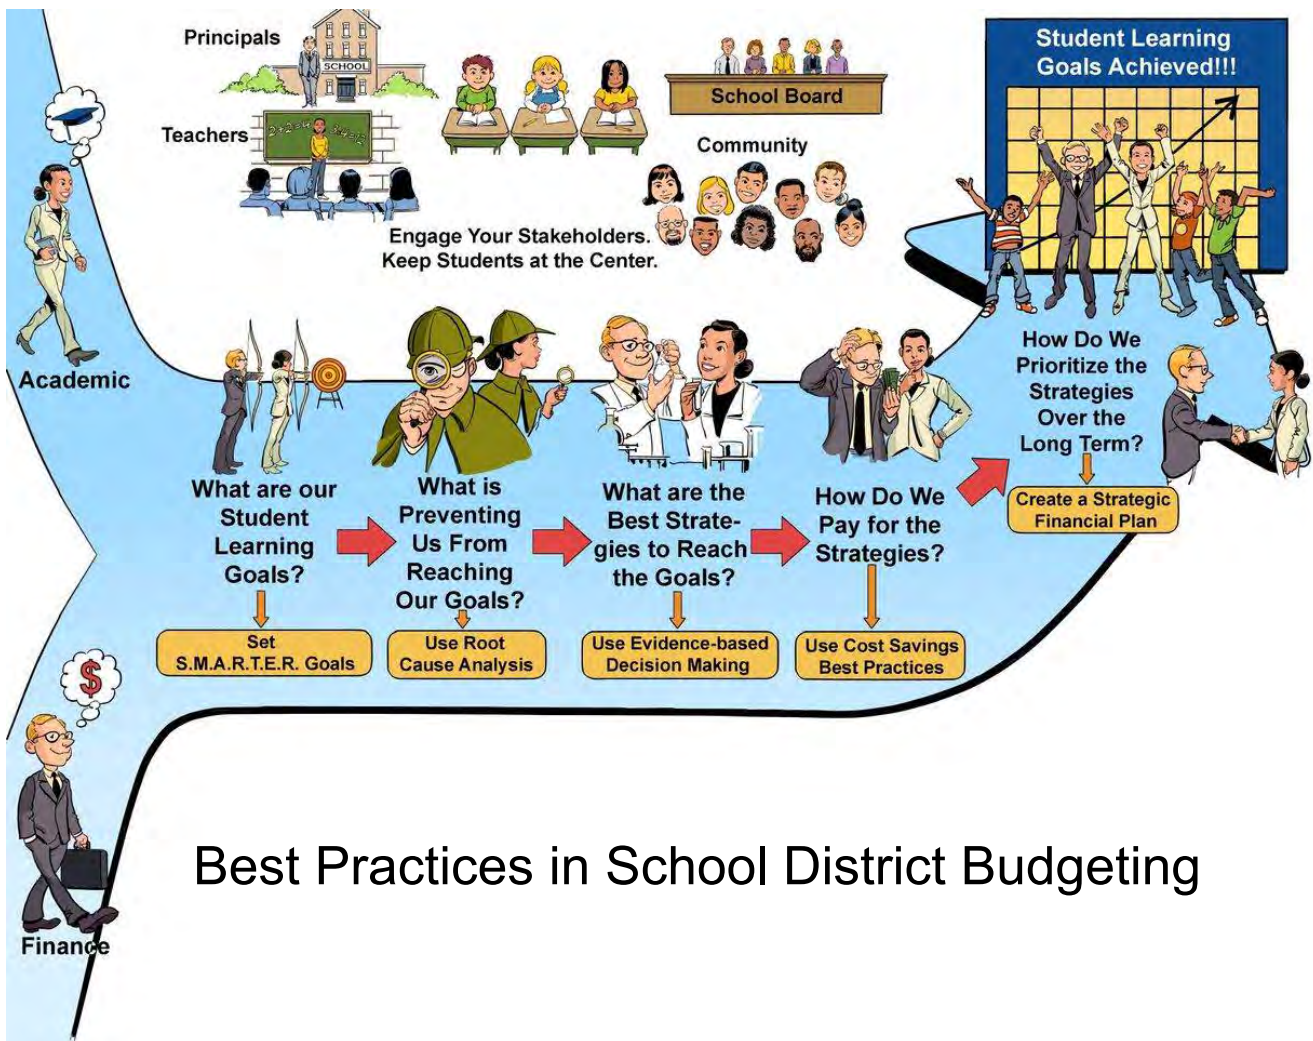 Principals
SCHOOL
Teachers
2+2=4
School Board
Community
Engage Your Stakeholders.
Keep Students at the Center.
Student Learning
Goals Achieved!!!
Academic
What are our
Student
Learning
Goals?
Set
S.M.A.R.T.E.R. Goals
What is
Preventing
Us From
Reaching
Our Goals?
Use Root
Cause Analysis
What are the
Best Strate-
gies to Reach
the Goals?
Use Evidence-based
Decision Making
How Do We
Pay for the
Strategies?
Use Cost Savings
Best Practices
How Do We
Prioritize the
Strategies
Over the
Long Term?
Create a Strategic
Financial Plan
$
Finance
Best Practices in School District Budgeting